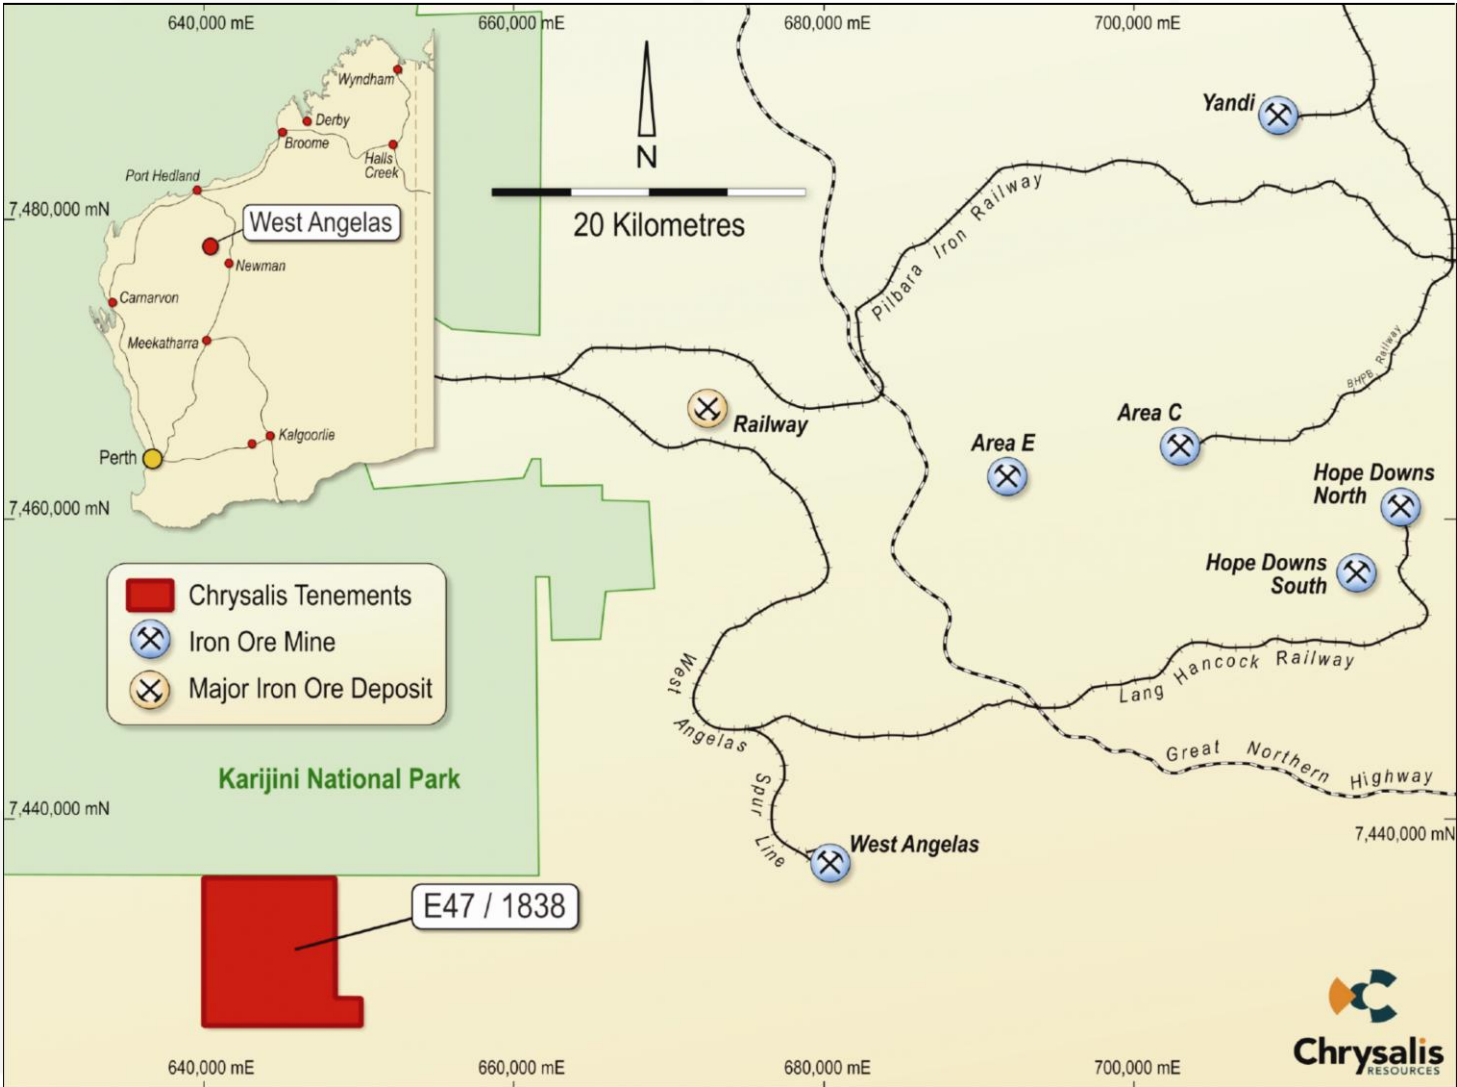 640,000 mE
660,000 mE
680,000 mE
700,000 mE
Wyndham
Derby
Broome
Halls
Creek
Port Hedland
West Angelas
Newman
Carnarvon
Meekatharra
Kalgoorlie
Perth
7,480,000 mN
N
20 Kilometres
Yandi
Pilbara Iron Railway
BHPB Railway
Railway
Area E
Area C
Hope Downs
North
Hope Downs
South
7,460,000 mN
Chrysalis Tenements
Iron Ore Mine
Major Iron Ore Deposit
Karijini National Park
West Angelas Spur Line
Lang Hancock Railway
Great Northern Highway
7,440,000 mN
7,440,000 mN
West Angelas
E47 / 1838
Chrysalis
RESOURCES
640,000 mE
660,000 mE
680,000 mE
700,000 mE